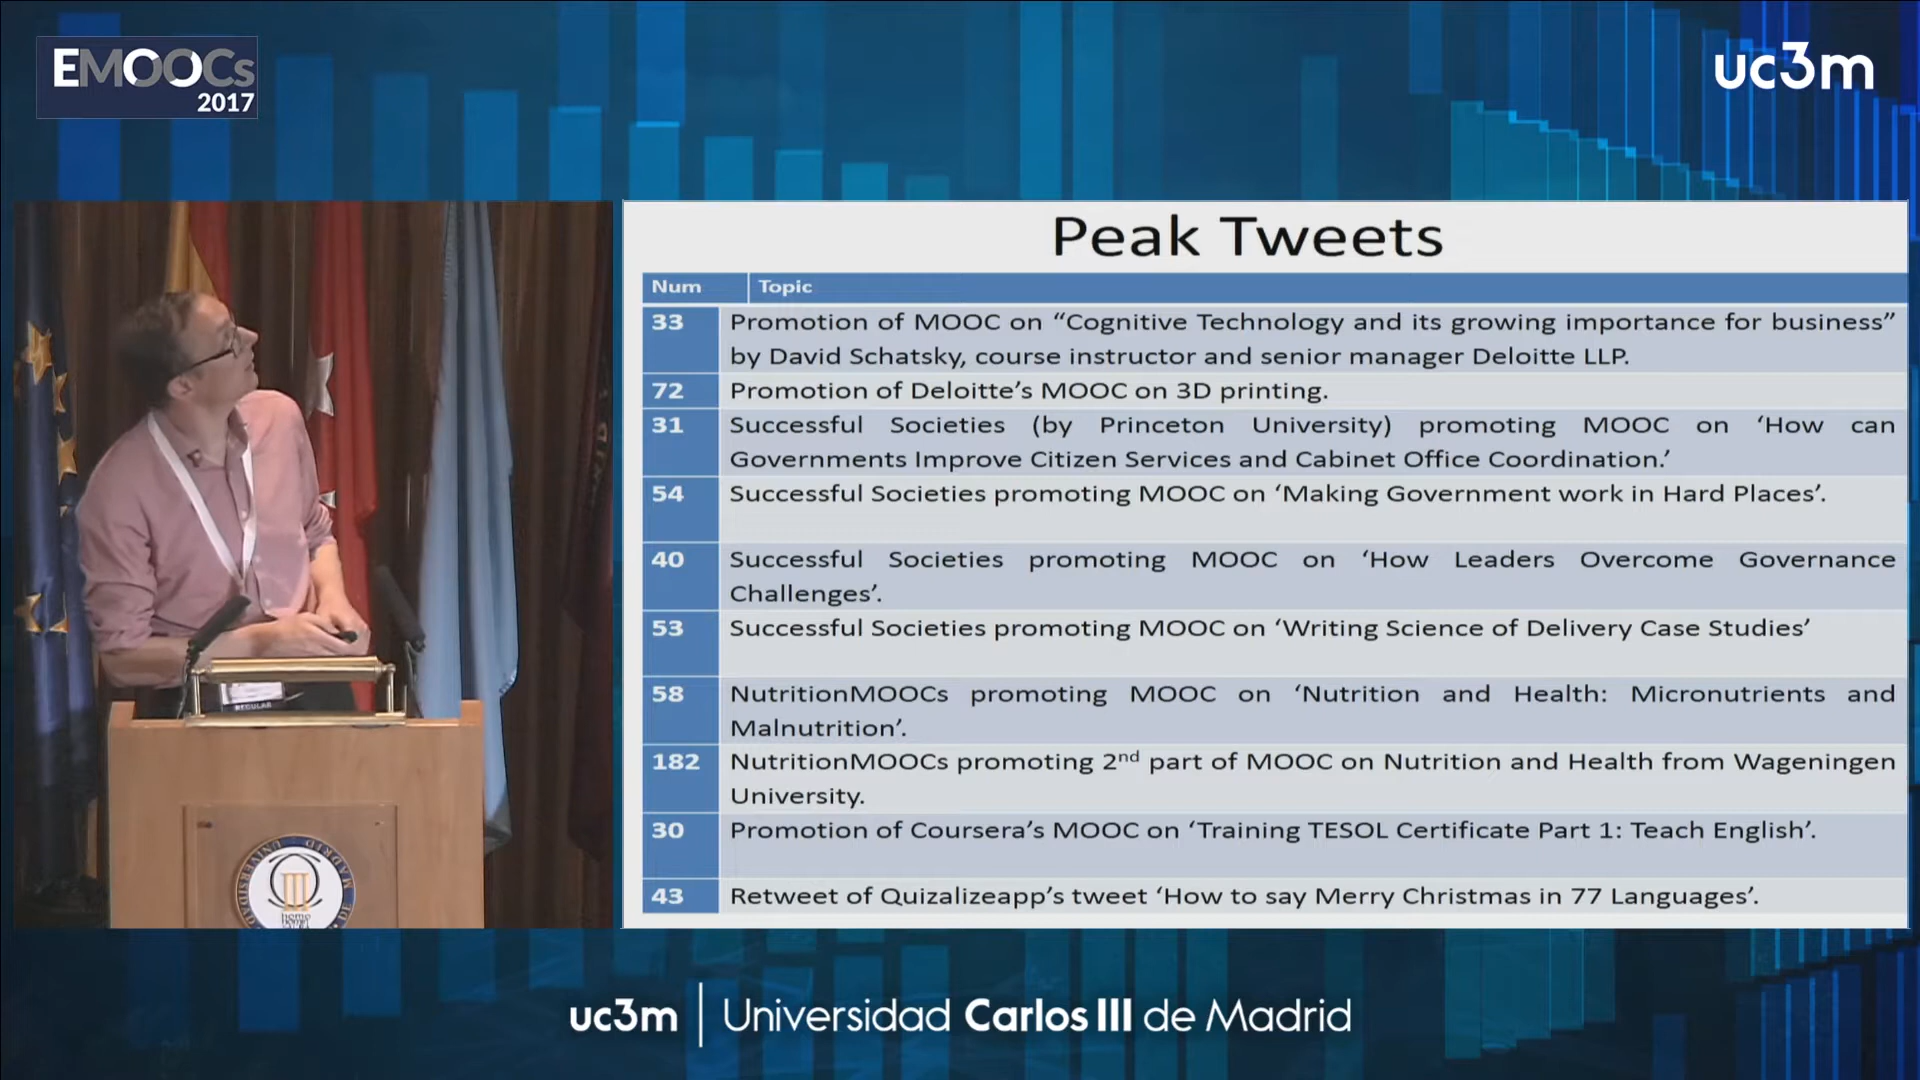 EMOOCs
2017
uc3m
Peak Tweets
Num Topic
33 Promotion of MOOC on “Cognitive Technology and its growing importance for business”
by David Schatsky, course instructor and senior manager Deloitte LLP.
72 Promotion of Deloitte’s MOOC on 3D printing.
31 Successful Societies (by Princeton University) promoting MOOC on ‘How can
Governments Improve Citizen Services and Cabinet Office Coordination.’
54 Successful Societies promoting MOOC on ‘Making Government work in Hard Places’.
40 Successful Societies promoting MOOC on ‘How Leaders Overcome Governance
Challenges’.
53 Successful Societies promoting MOOC on ‘Writing Science of Delivery Case Studies’
58 NutritionMOOCs promoting MOOC on ‘Nutrition and Health: Micronutrients and
Malnutrition’.
182 NutritionMOOCs promoting 2nd part of MOOC on Nutrition and Health from Wageningen
University.
30 Promotion of Coursera’s MOOC on ‘Training TESOL Certificate Part 1: Teach English’.
43 Retweet of Quizalizeapp’s tweet ‘How to say Merry Christmas in 77 Languages’.
REGULAR
uc3m | Universidad Carlos III de Madrid